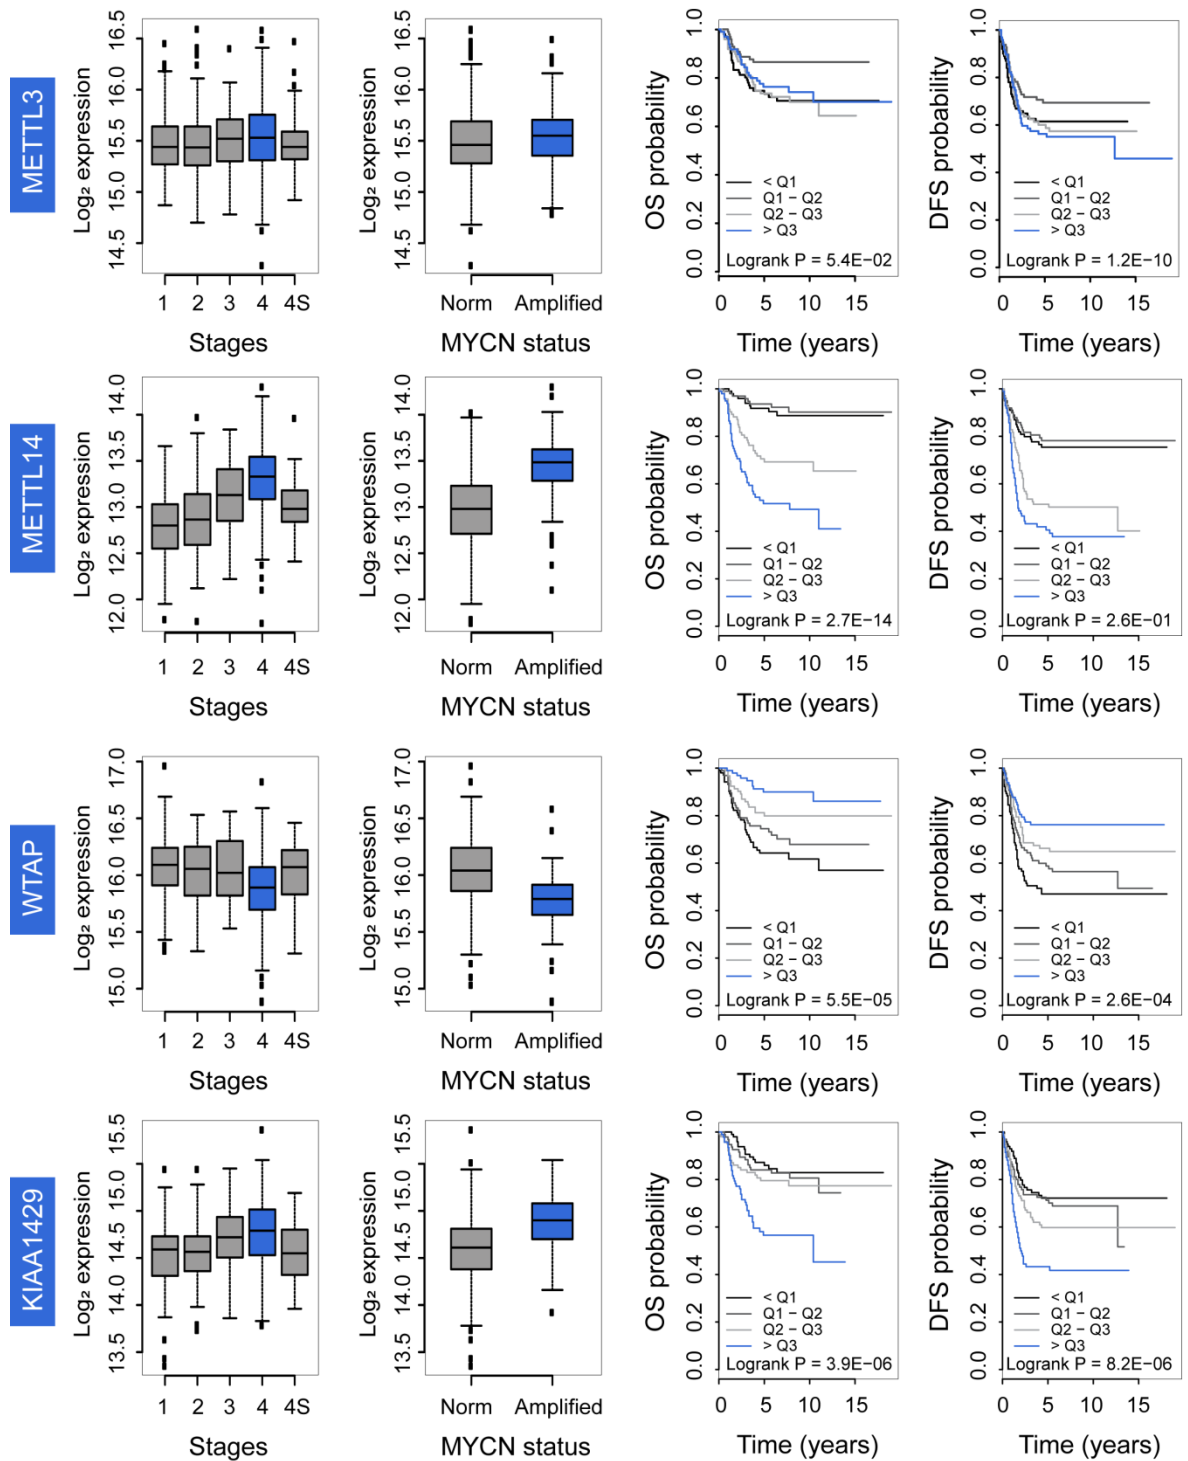 METTL3
Log₂ expression
14.5 15.0 15.5 16.0 16.5
1 2 3 4 4S
Stages
Log₂ expression
14.5 15.0 15.5 16.0 16.5
Norm Amplified
MYCN status
OS probability
0.0 0.2 0.4 0.6 0.8 1.0
< Q1
Q1 – Q2
Q2 – Q3
> Q3
Logrank P = 5.4E−02
0 5 10 15
Time (years)
DFS probability
0.0 0.2 0.4 0.6 0.8 1.0
< Q1
Q1 – Q2
Q2 – Q3
> Q3
Logrank P = 1.2E−10
0 5 10 15
Time (years)
METTL14
Log₂ expression
12.0 12.5 13.0 13.5 14.0
1 2 3 4 4S
Stages
Log₂ expression
12.0 12.5 13.0 13.5 14.0
Norm Amplified
MYCN status
OS probability
0.0 0.2 0.4 0.6 0.8 1.0
< Q1
Q1 – Q2
Q2 – Q3
> Q3
Logrank P = 2.7E−14
0 5 10 15
Time (years)
DFS probability
0.0 0.2 0.4 0.6 0.8 1.0
< Q1
Q1 – Q2
Q2 – Q3
> Q3
Logrank P = 2.6E−01
0 5 10 15
Time (years)
WTAP
Log₂ expression
15.0 15.5 16.0 16.5 17.0
1 2 3 4 4S
Stages
Log₂ expression
15.0 15.5 16.0 16.5 17.0
Norm Amplified
MYCN status
OS probability
0.0 0.2 0.4 0.6 0.8 1.0
< Q1
Q1 – Q2
Q2 – Q3
> Q3
Logrank P = 5.5E−05
0 5 10 15
Time (years)
DFS probability
0.0 0.2 0.4 0.6 0.8 1.0
< Q1
Q1 – Q2
Q2 – Q3
> Q3
Logrank P = 2.6E−04
0 5 10 15
Time (years)
KIAA1429
Log₂ expression
13.5 14.0 14.5 15.0 15.5
1 2 3 4 4S
Stages
Log₂ expression
13.5 14.0 14.5 15.0 15.5
Norm Amplified
MYCN status
OS probability
0.0 0.2 0.4 0.6 0.8 1.0
< Q1
Q1 – Q2
Q2 – Q3
> Q3
Logrank P = 3.9E−06
0 5 10 15
Time (years)
DFS probability
0.0 0.2 0.4 0.6 0.8 1.0
< Q1
Q1 – Q2
Q2 – Q3
> Q3
Logrank P = 8.2E−06
0 5 10 15
Time (years)